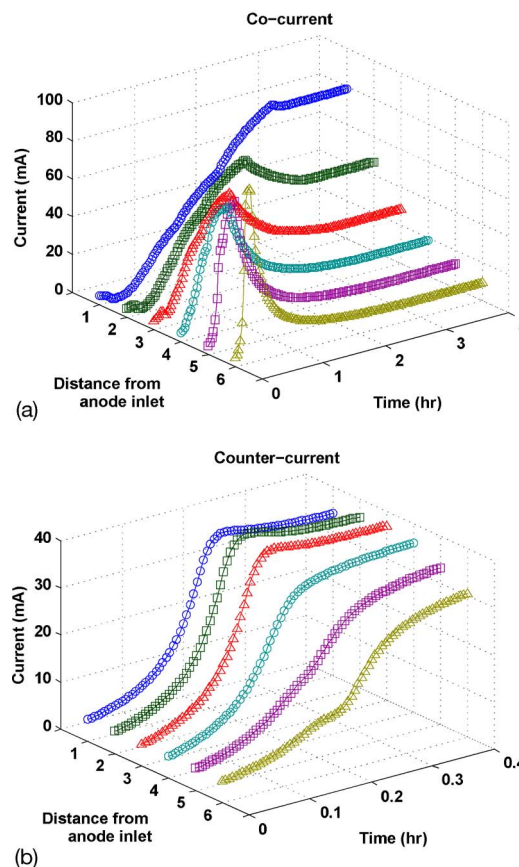 Co-current
100
80
60
40
20
0
Current (mA)
1
2
3
4
5
6
Distance from
anode inlet
0
1
2
3
Time (hr)
(a)
Counter-current
40
30
20
10
0
Current (mA)
1
2
3
4
5
6
Distance from
anode inlet
0
0.1
0.2
0.3
0.4
Time (hr)
(b)